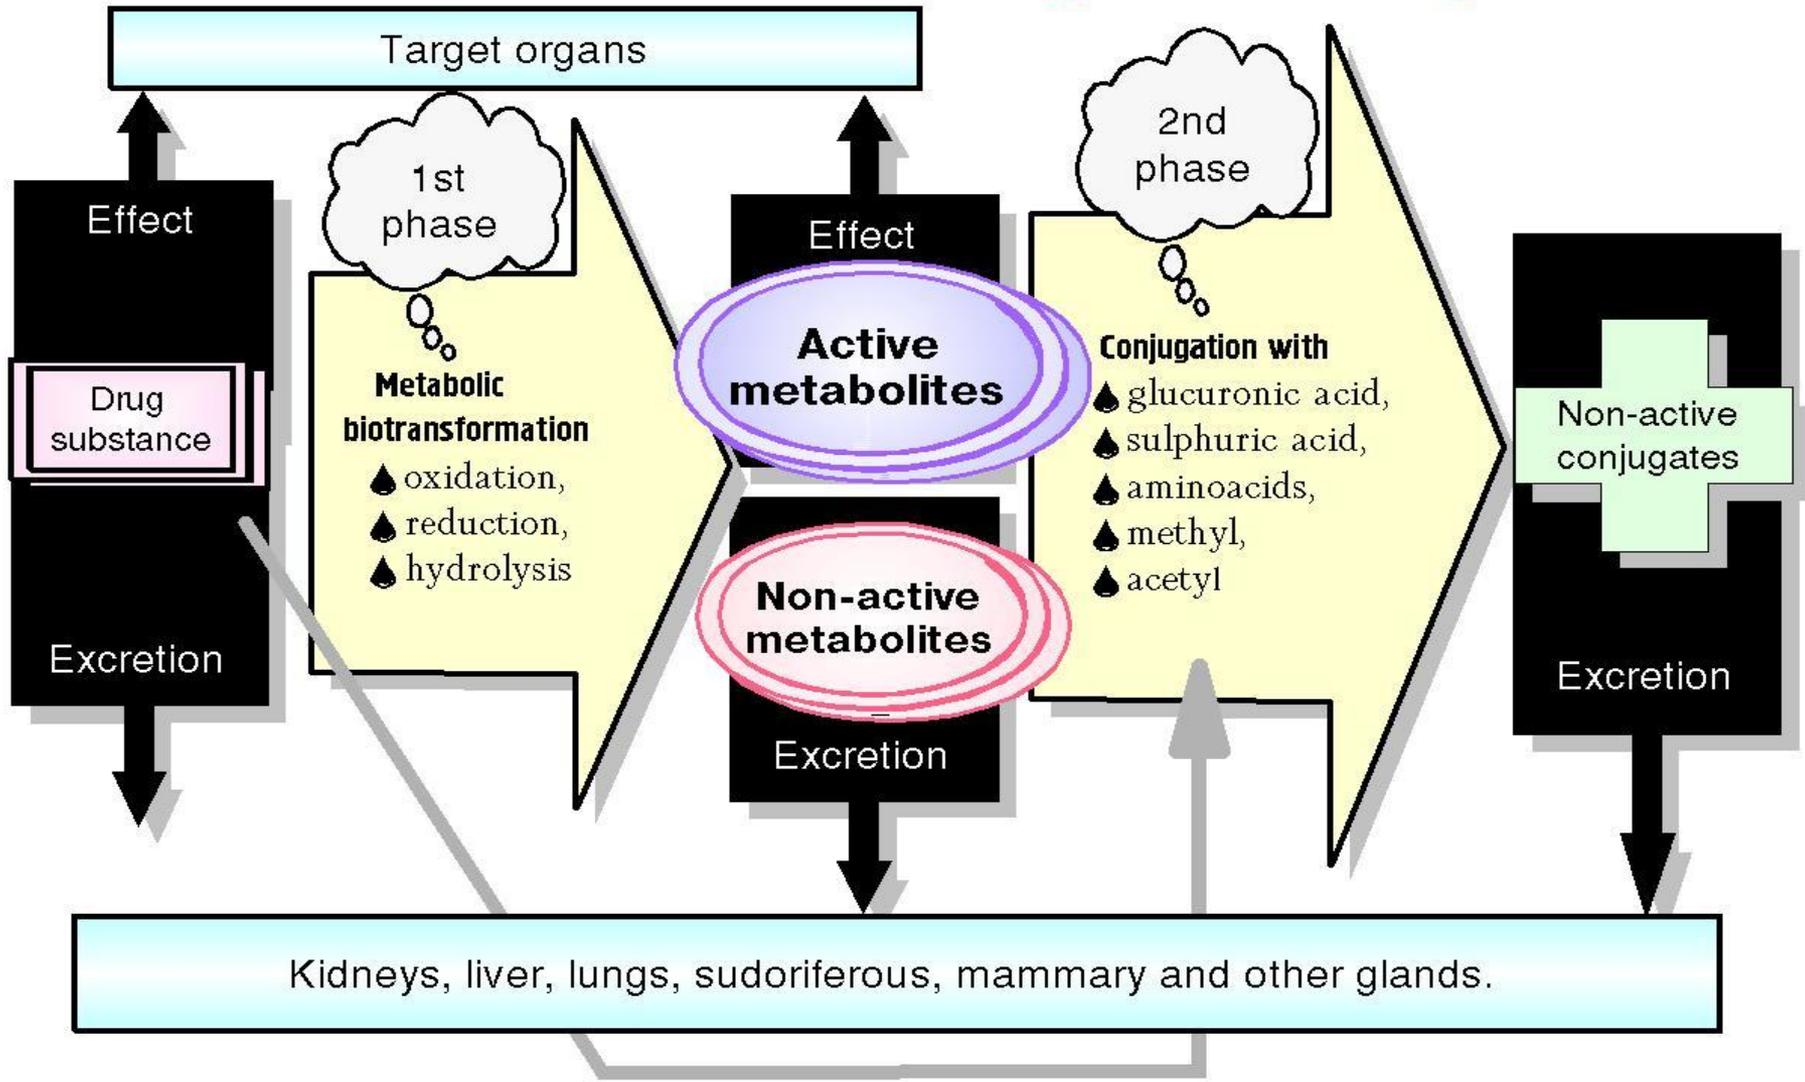 Target organs
1st
phase
2nd
phase
Effect
Effect
Drug
substance
Metabolic
biotransformation
oxidation,
reduction,
hydrolysis
Active
metabolites
Non-active
metabolites
Conjugation with
glucuronic acid,
sulphuric acid,
aminoacids,
methyl,
acetyl
Non-active
conjugates
Excretion
Excretion
Excretion
Kidneys, liver, lungs, sudoriferous, mammary and other glands.